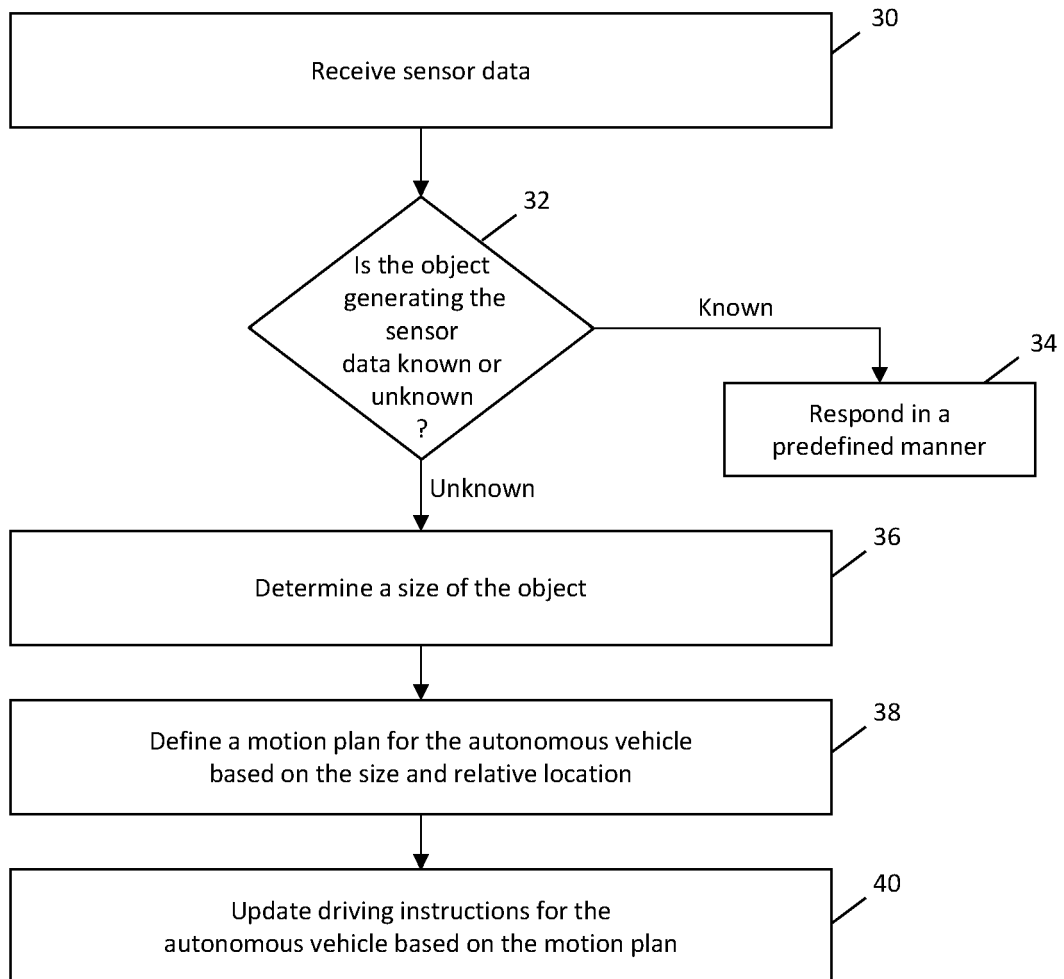 30
Receive sensor data
32
Is the object
generating the
sensor
data known or
unknown
?
Known
34
Respond in a
predefined manner
Unknown
36
Determine a size of the object
38
Define a motion plan for the autonomous vehicle
based on the size and relative location
40
Update driving instructions for the
autonomous vehicle based on the motion plan